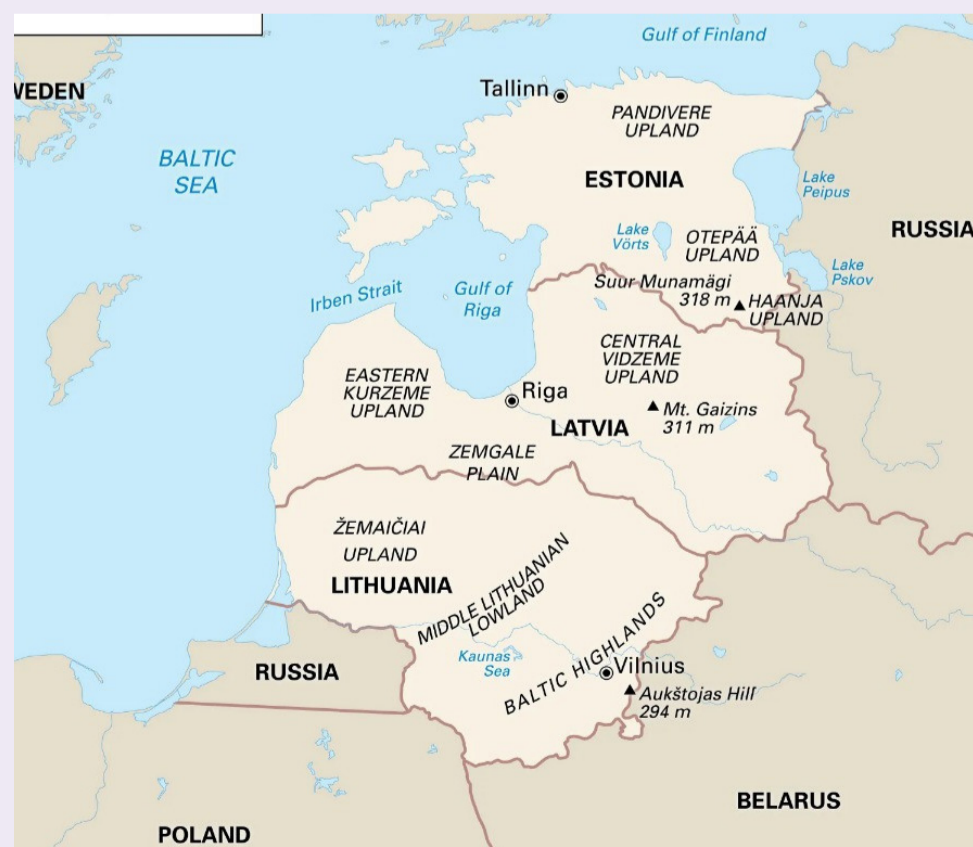 Gulf of Finland
WEDEN
Tallinn
PANDIVERE
UPLAND
BALTIC
SEA
ESTONIA
Lake
Peipus
RUSSIA
Lake
Võrts
OTEPÄÄ
UPLAND
Lake
Pskov
Suur Munamägi
318 m
HAANJA
UPLAND
Irben Strait
Gulf of
Riga
CENTRAL
VIDZEME
UPLAND
EASTERN
KURZEME
UPLAND
Riga
Mt. Gaizins
311 m
LATVIA
ZEMGALE
PLAIN
ŽEMAIČIAI
UPLAND
LITHUANIA
MIDDLE LITHUANIAN
LOWLAND
Kaunas
Sea
BALTIC HIGHLANDS
Vilnius
RUSSIA
Aukštojas Hill
294 m
BELARUS
POLAND